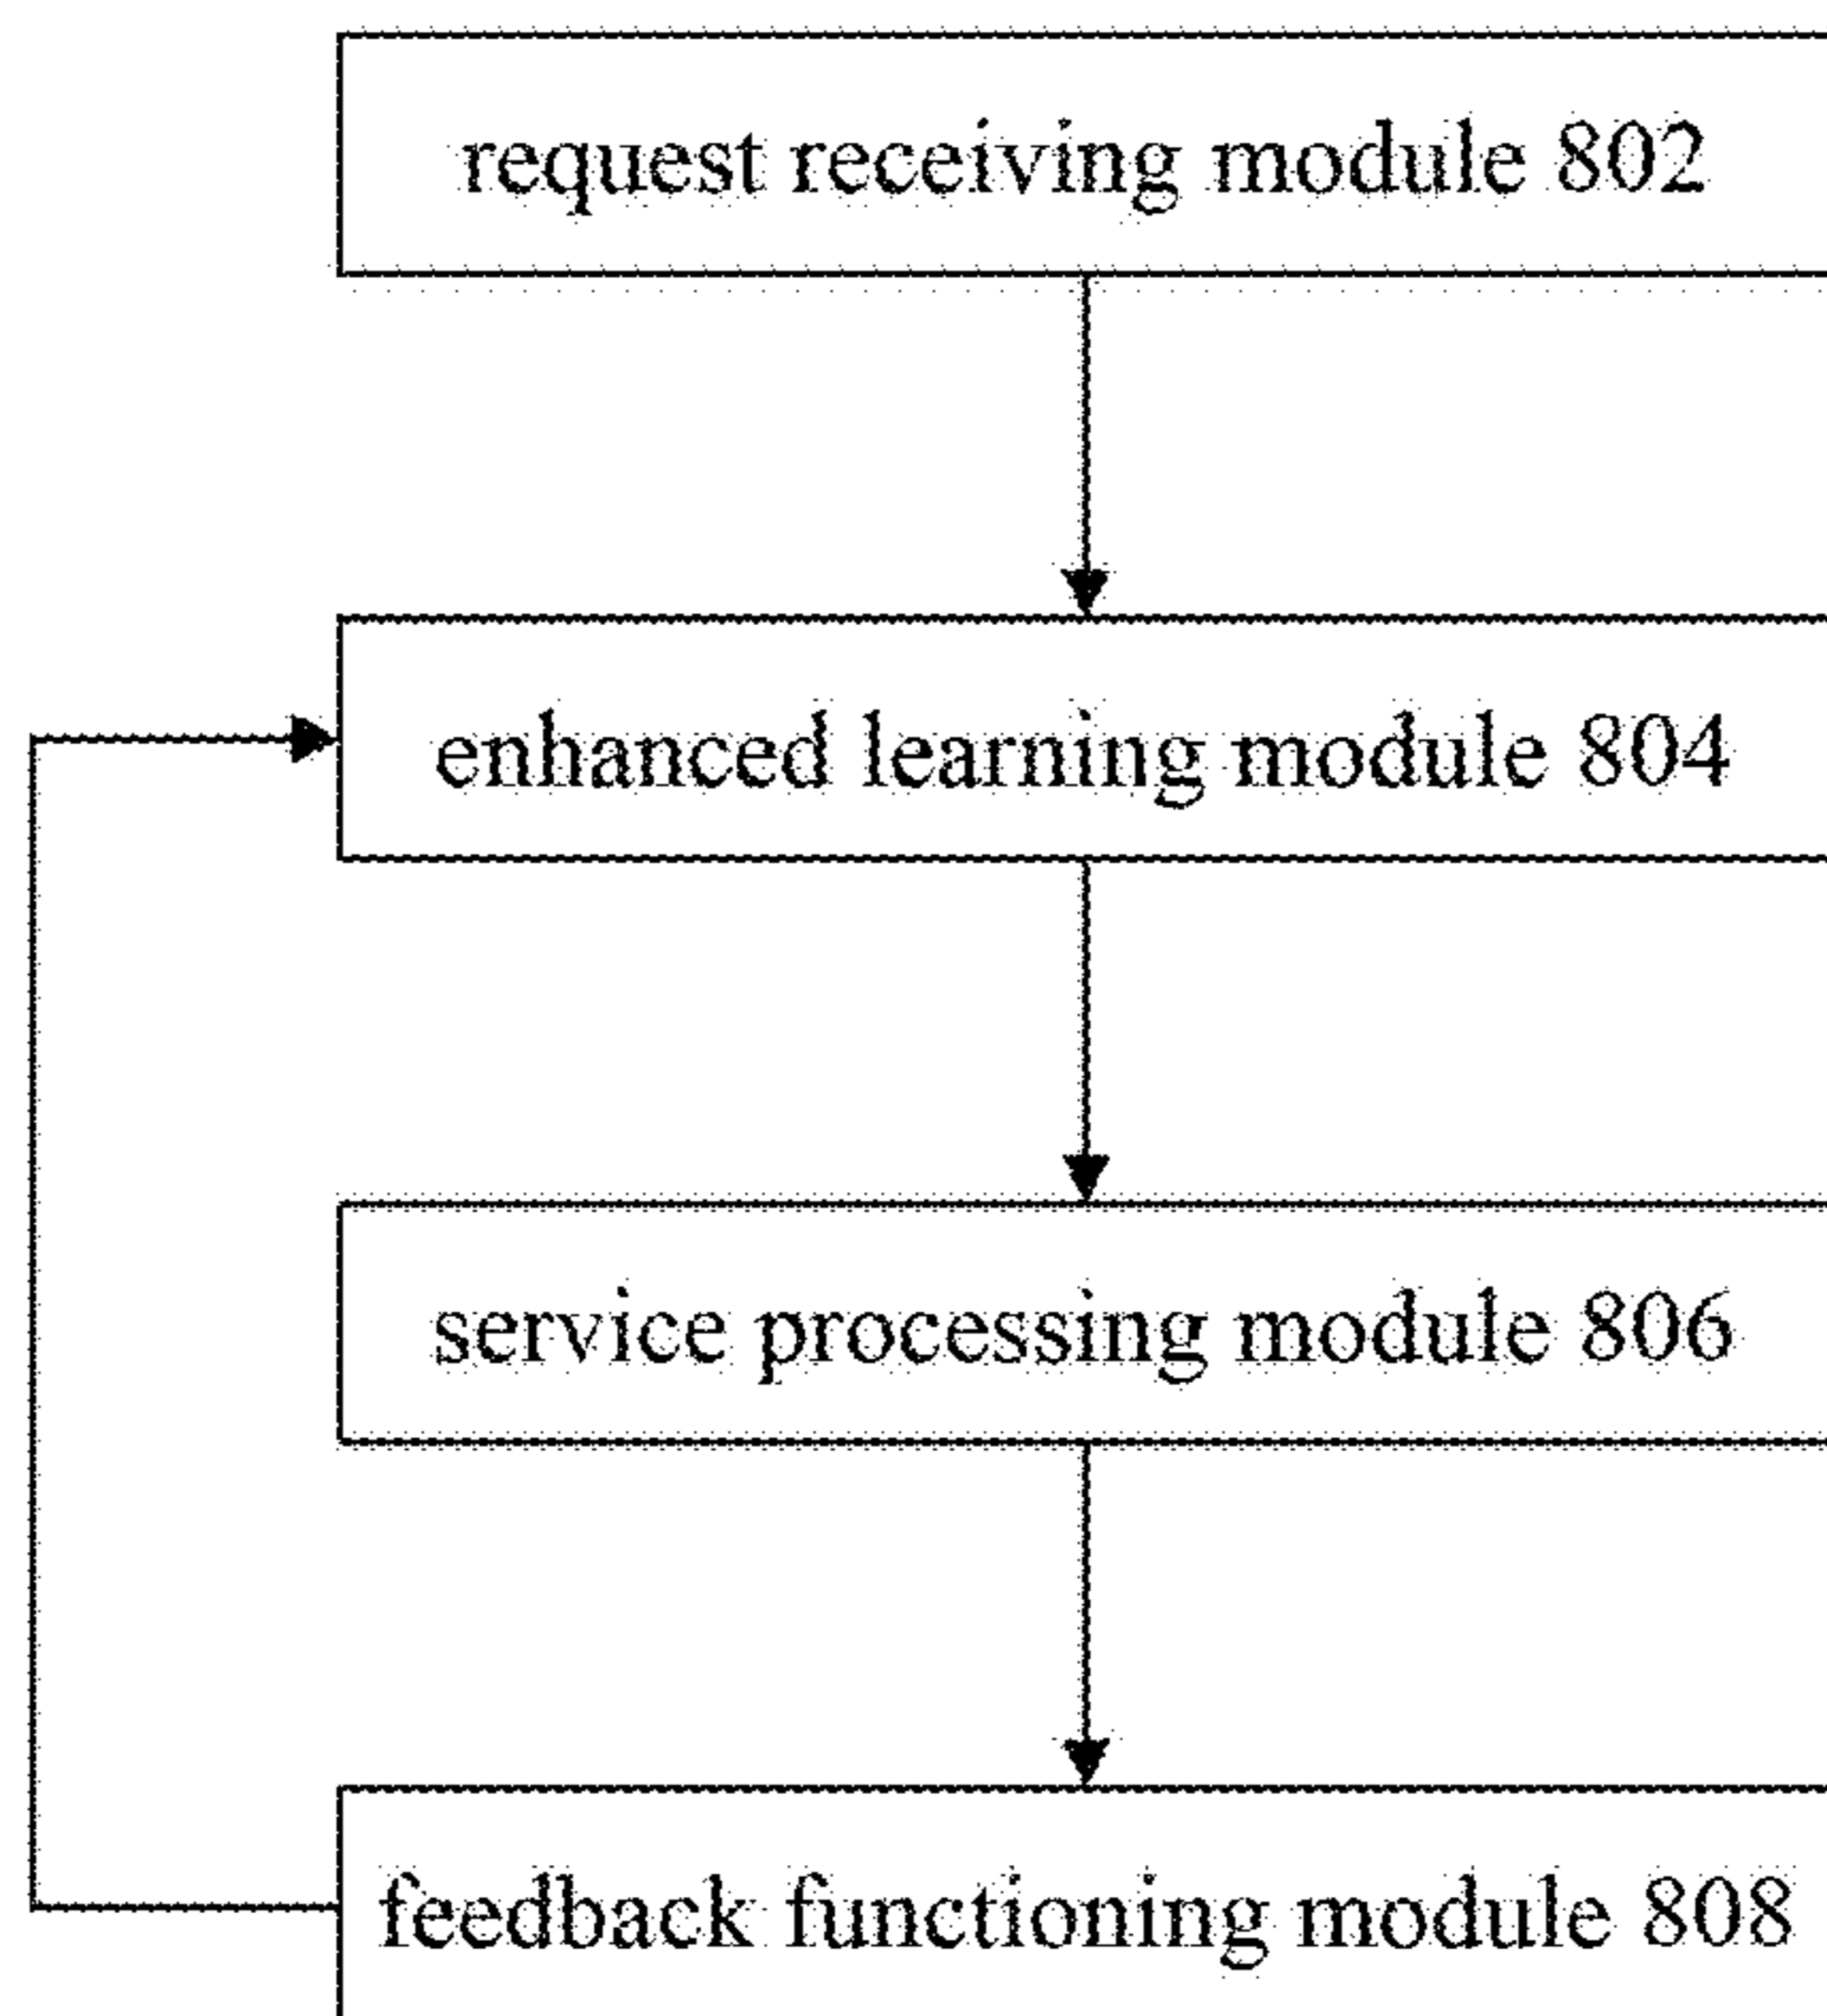 request receiving module 802
enhanced learning module 804
service processing module 806
feedback functioning module 808